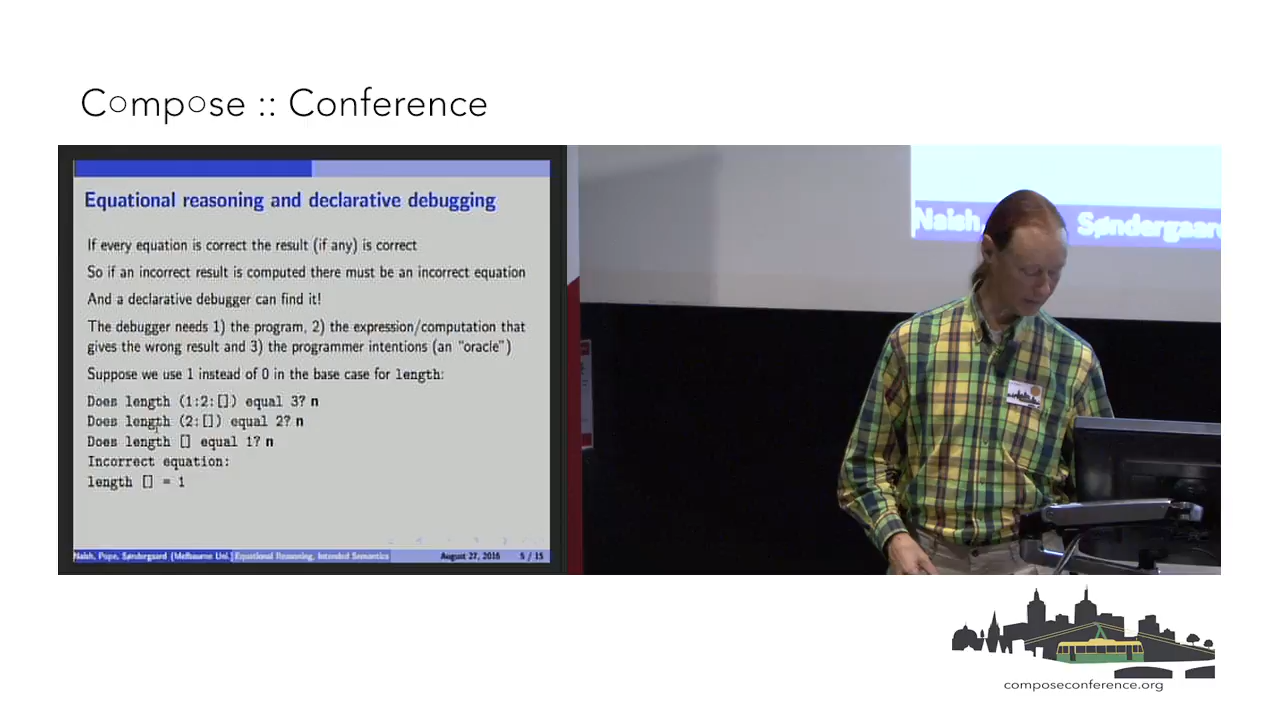 Compose :: Conference
Equational reasoning and declarative debugging
If every equation is correct the result (if any) is correct
So if an incorrect result is computed there must be an incorrect equation
And a declarative debugger can find it!
The debugger needs 1) the program, 2) the expression/computation that
gives the wrong result and 3) the programmer intentions (an "oracle")
Suppose we use 1 instead of 0 in the base case for length:
Does length (1:2:[]) equal 3? n
Does length (2:[]) equal 2? n
Does length [] equal 1? n
Incorrect equation:
length [] = 1
Naish, Pope, Søndergaard (Melbourne Uni.) Equational Reasoning, Intended Semantics August 27, 2016 5 / 15
Naish, Søndergaard
composeconference.org